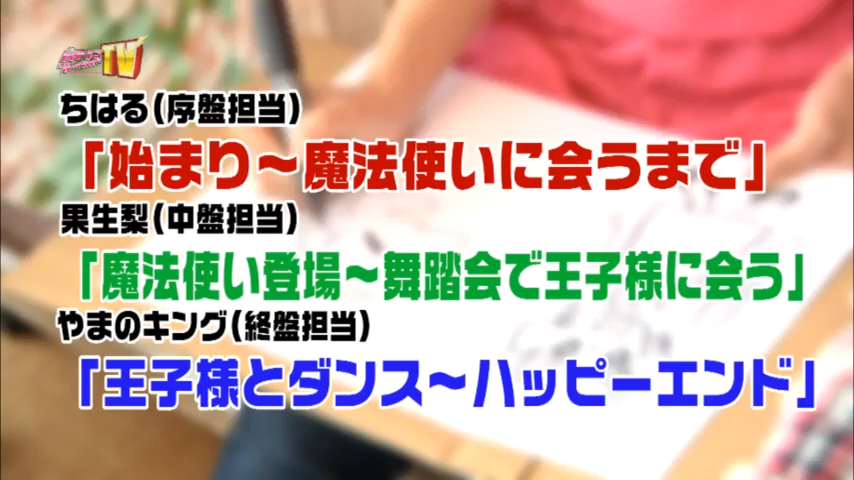 TV
ちはる(序盤担当)
「始まり～魔法使いに会うまで」
果生梨(中盤担当)
「魔法使い登場～舞踏会で王子様に会う」
やまのキング(終盤担当)
「王子様とダンス～ハッピーエンド」